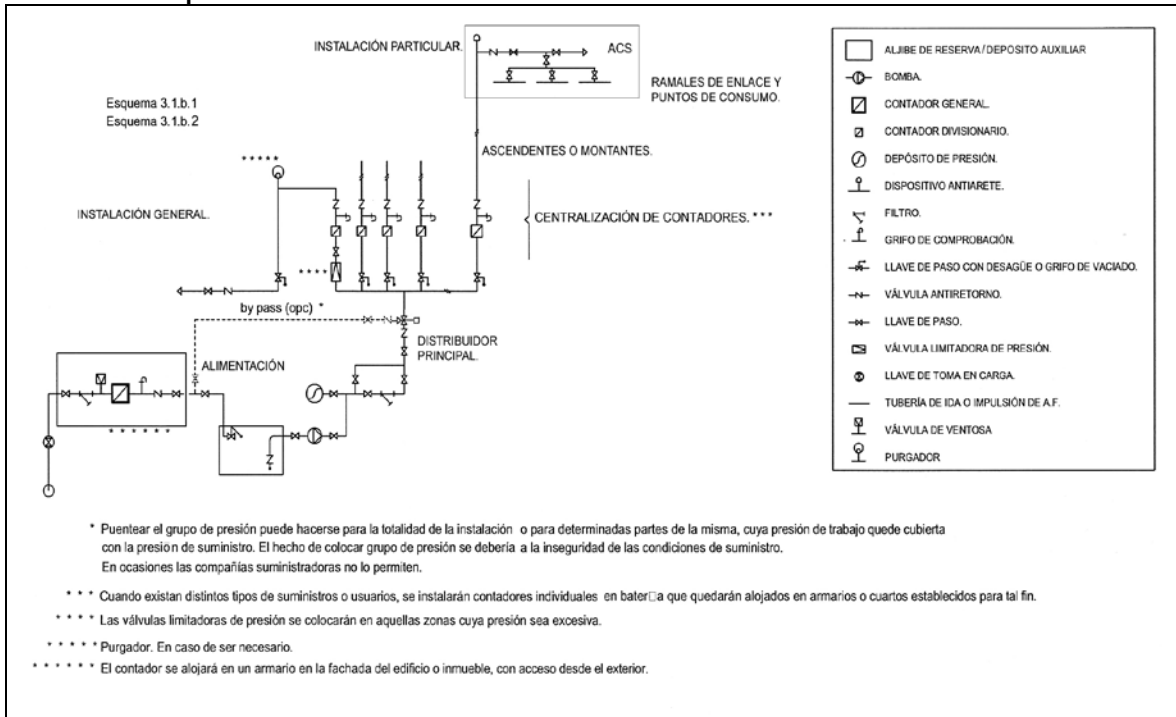 INSTALACIÓN PARTICULAR.
ACS
RAMALES DE ENLACE Y
PUNTOS DE CONSUMO.
Esquema 3.1.b.1
Esquema 3.1.b.2
ASCENDENTES O MONTANTES.
* * * * *
INSTALACIÓN GENERAL.
CENTRALIZACIÓN DE CONTADORES. * * *
* * * *
by pass (opc) *
DISTRIBUIDOR
PRINCIPAL.
ALIMENTACIÓN
* * * * * *
ALJIBE DE RESERVA/DEPOSITO AUXILIAR
BOMBA.
CONTADOR GENERAL.
CONTADOR DIVISIONARIO.
DEPÓSITO DE PRESIÓN.
DISPOSITIVO ANTIARETE.
FILTRO.
GRIFO DE COMPROBACIÓN.
LLAVE DE PASO CON DESAGÜE O GRIFO DE VACIADO.
VÁLVULA ANTIRETORNO.
LLAVE DE PASO.
VÁLVULA LIMITADORA DE PRESIÓN.
LLAVE DE TOMA EN CARGA.
TUBERÍA DE IDA O IMPULSIÓN DE A.F.
VÁLVULA DE VENTOSA
PURGADOR
* Puentear el grupo de presión puede hacerse para la totalidad de la instalación o para determinadas partes de la misma, cuya presión de trabajo quede cubierta
con la presión de suministro. El hecho de colocar grupo de presión se debería a la inseguridad de las condiciones de suministro.
En ocasiones las compañías suministradoras no lo permiten.
* * * Cuando existan distintos tipos de suministros o usuarios, se instalarán contadores individuales en bater□a que quedarán alojados en armarios o cuartos establecidos para tal fin.
* * * * Las válvulas limitadoras de presión se colocarán en aquellas zonas cuya presión sea excesiva.
* * * * * Purgador. En caso de ser necesario.
* * * * * * El contador se alojará en un armario en la fachada del edificio o inmueble, con acceso desde el exterior.